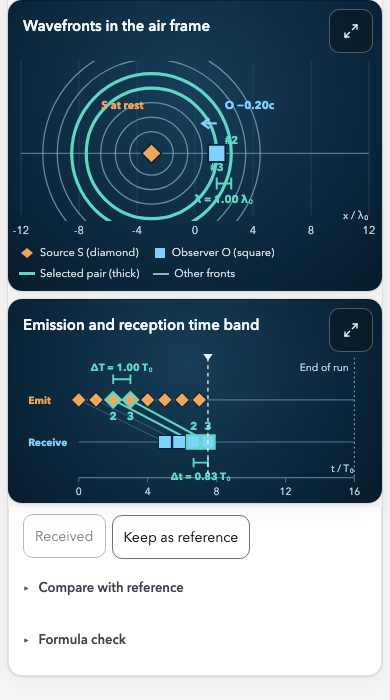 Wavefronts in the air frame
S at rest
O −0.20c
#2
#3
λ = 1.00 λ₀
x / λ₀
-12 -8 -4 0 4 8 12
Source S (diamond) Observer O (square)
Selected pair (thick) Other fronts
Emission and reception time band
ΔT = 1.00 T₀
End of run
Emit
2 3
2 3
Receive
Δt = 0.83 T₀
t / T₀
0 4 8 12 16
Received Keep as reference
Compare with reference
Formula check